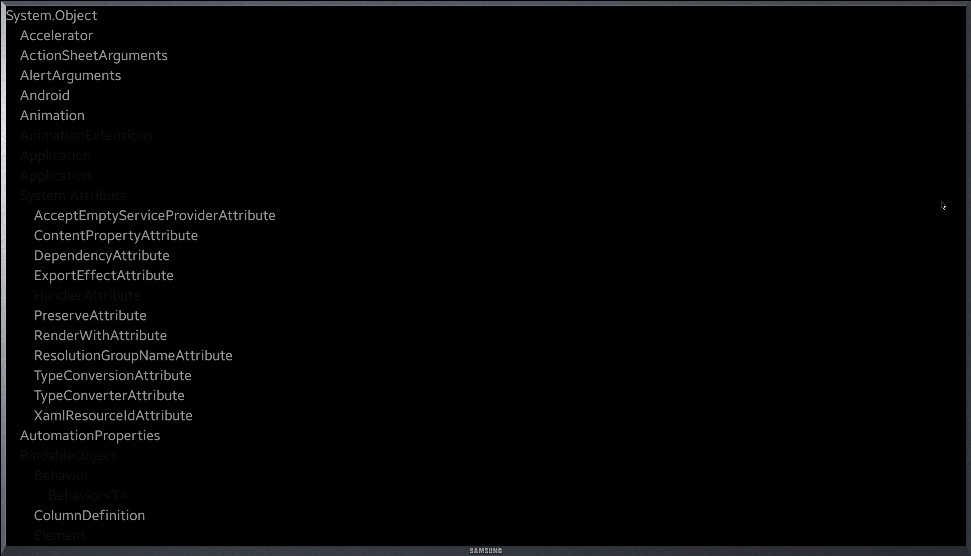 System.Object
Accelerator
ActionSheetArguments
AlertArguments
Android
Animation
AnimationExtensions
Application
Application
System.Attribute
AcceptEmptyServiceProviderAttribute
ContentPropertyAttribute
DependencyAttribute
ExportEffectAttribute
HandlerAttribute
PreserveAttribute
RenderWithAttribute
ResolutionGroupNameAttribute
TypeConversionAttribute
TypeConverterAttribute
XamlResourceIdAttribute
AutomationProperties
BindableObject
Behavior
Behavior<T>
ColumnDefinition
Element
SAMSUNG